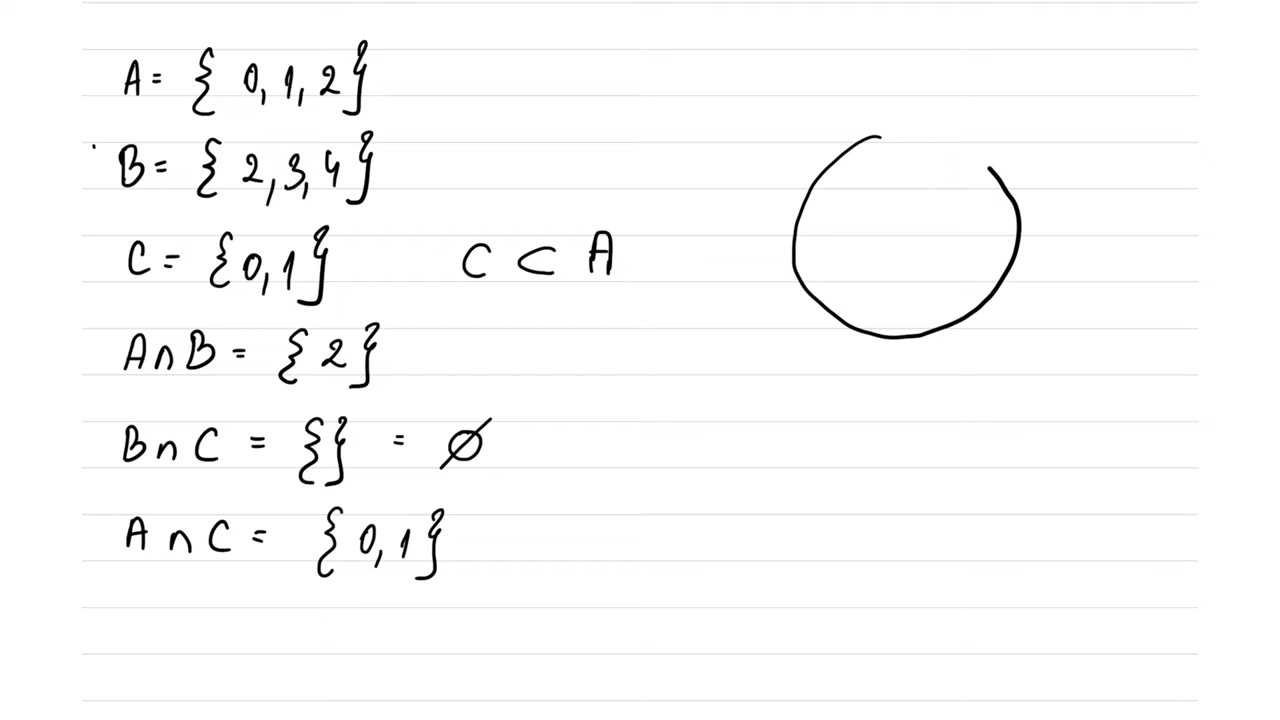 A = { 0, 1, 2 }
B = { 2, 3, 4 }
C = { 0, 1 } C ⊂ A
A ∩ B = { 2 }
B ∩ C = { } = ∅
A ∩ C = { 0, 1 }